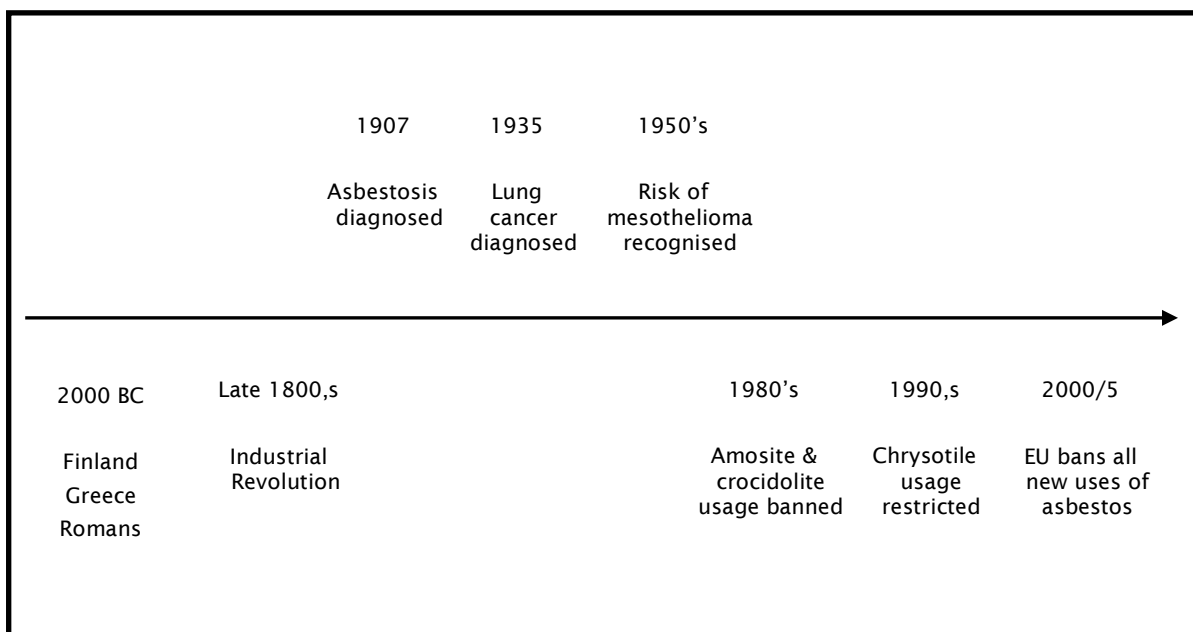 1907
Asbestosis
diagnosed
1935
Lung
cancer
diagnosed
1950's
Risk of
mesothelioma
recognised
2000 BC
Finland
Greece
Romans
Late 1800,s
Industrial
Revolution
1980's
Amosite &
crocidolite
usage banned
1990,s
Chrysotile
usage
restricted
2000/5
EU bans all
new uses of
asbestos